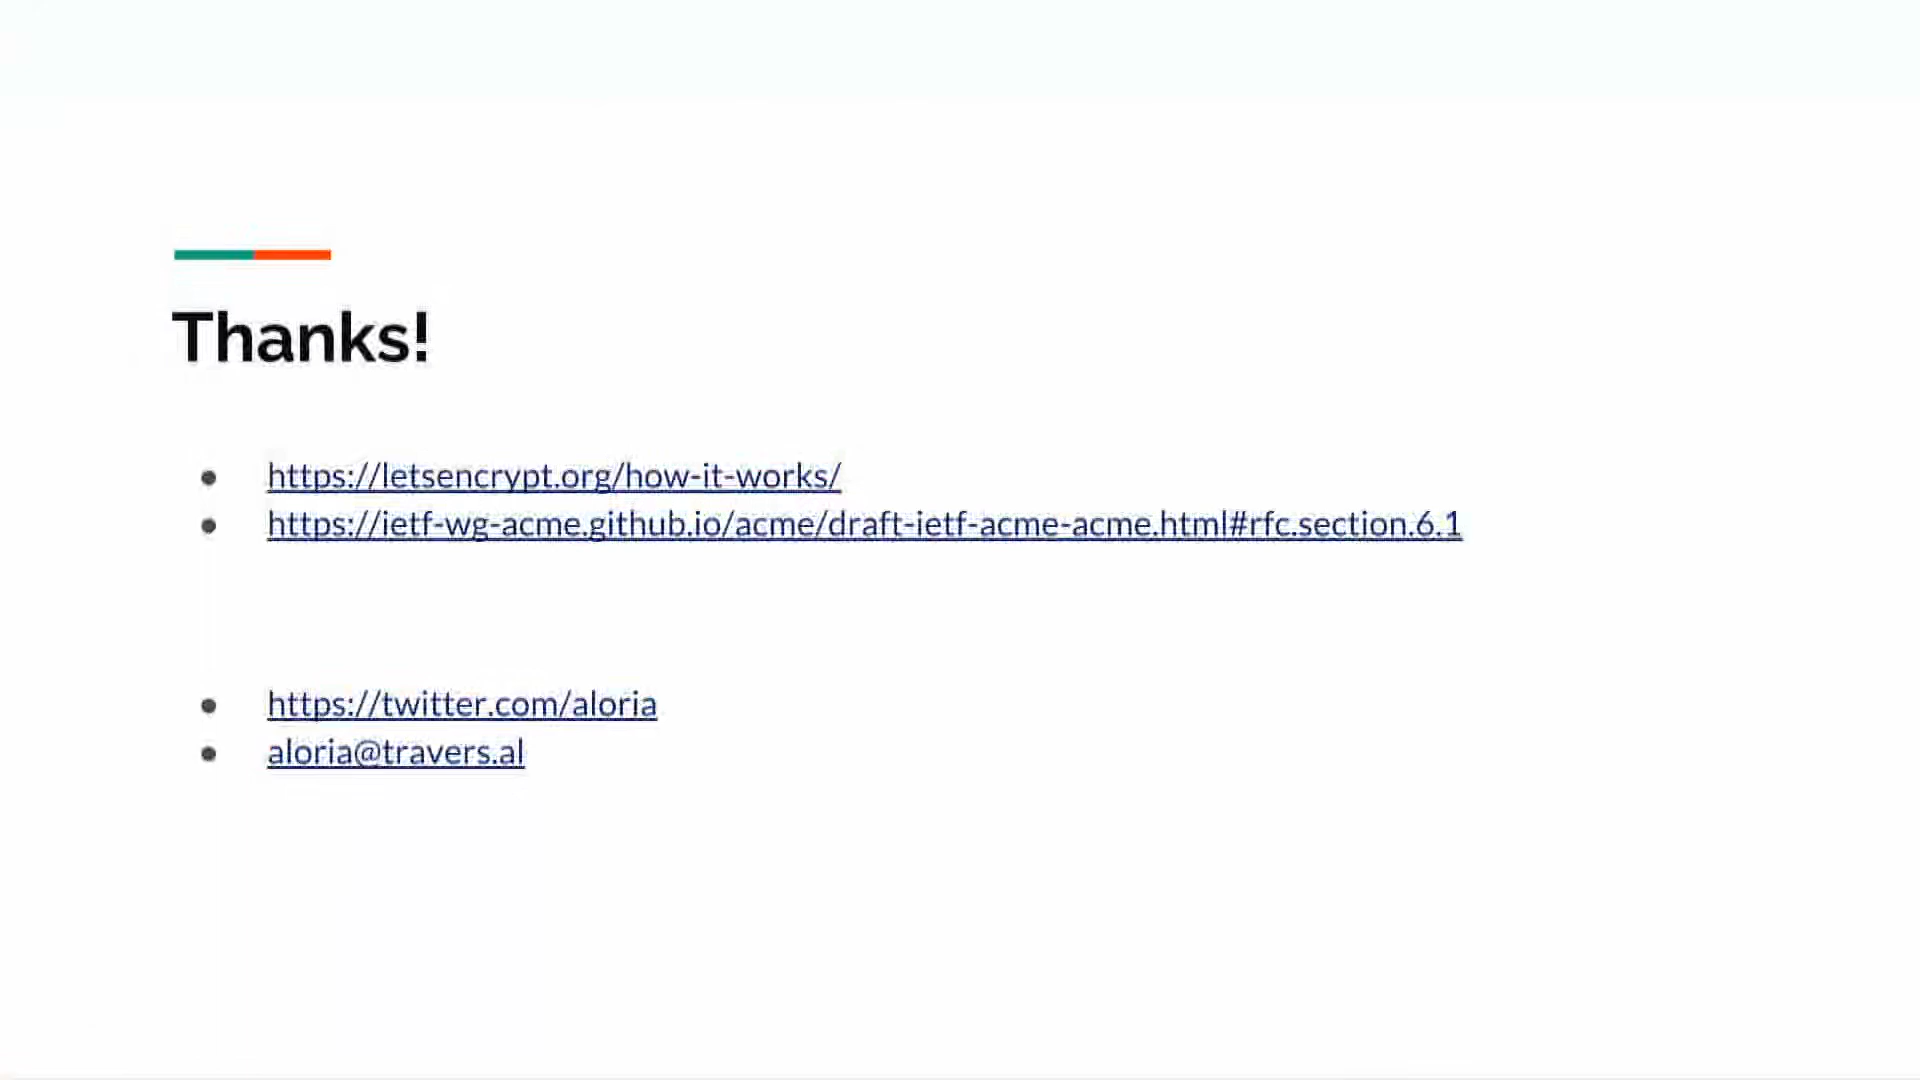 Thanks!
https://letsencrypt.org/how-it-works/
https://ietf-wg-acme.github.io/acme/draft-ietf-acme-acme.html#rfc.section.6.1
https://twitter.com/aloria
aloria@travers.al